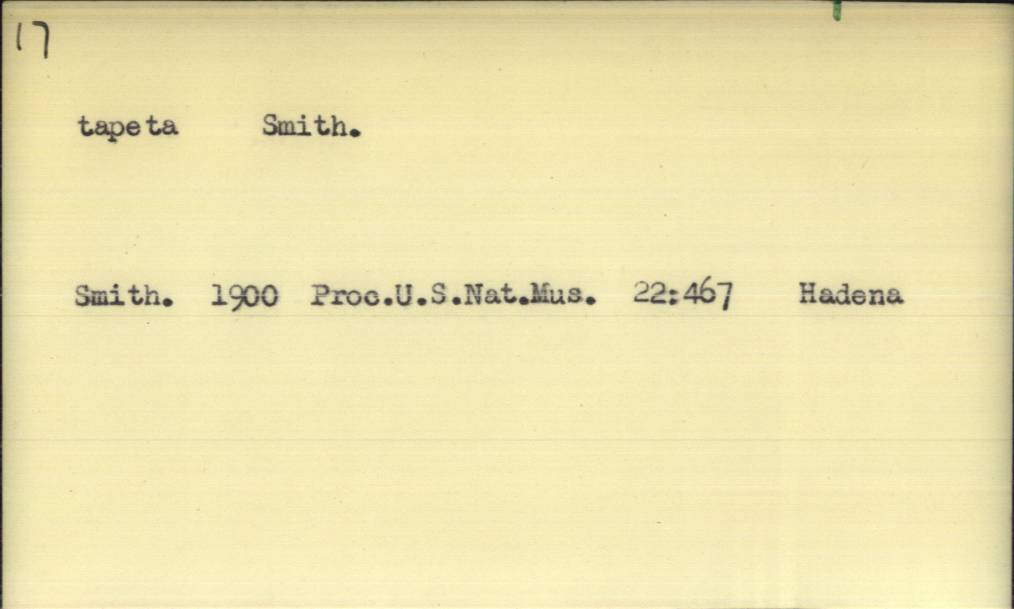 17
tapeta Smith.
Smith. 1900 Proc.U.S.Nat.Mus. 22:467 Hadena